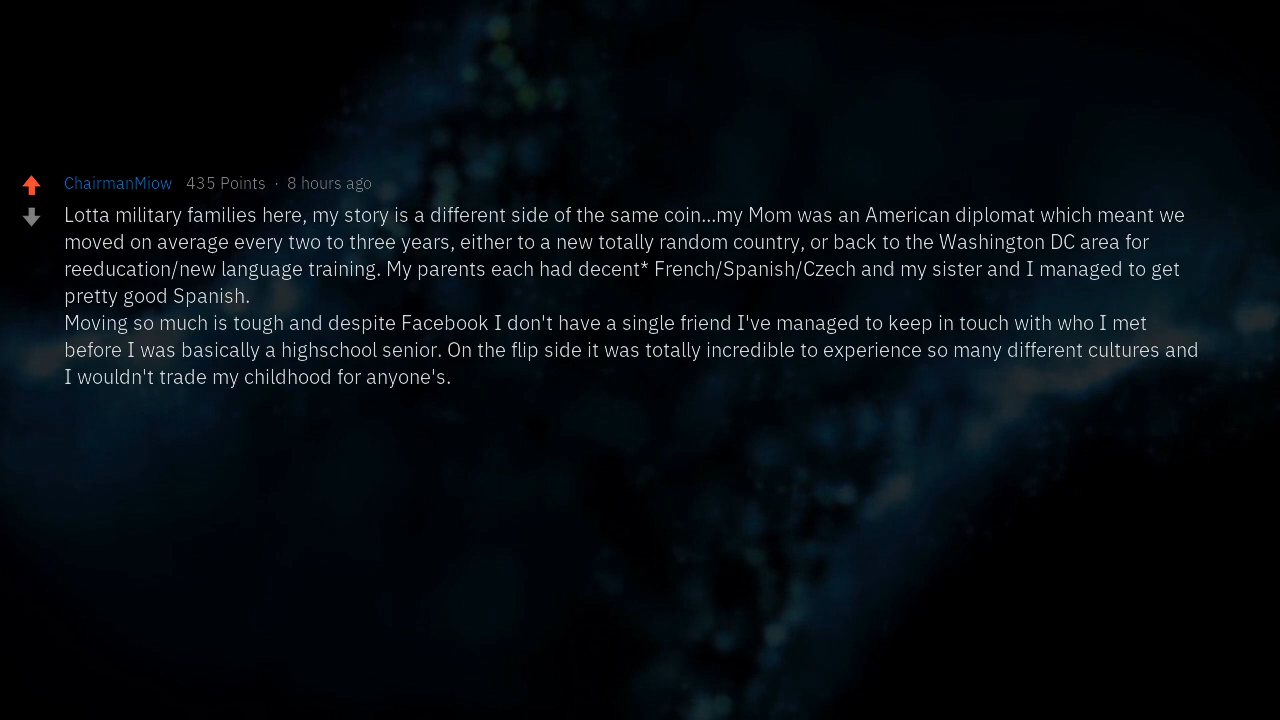 ChairmanMiow 435 Points · 8 hours ago
Lotta military families here, my story is a different side of the same coin...my Mom was an American diplomat which meant we
moved on average every two to three years, either to a new totally random country, or back to the Washington DC area for
reeducation/new language training. My parents each had decent* French/Spanish/Czech and my sister and I managed to get
pretty good Spanish.
Moving so much is tough and despite Facebook I don't have a single friend I've managed to keep in touch with who I met
before I was basically a highschool senior. On the flip side it was totally incredible to experience so many different cultures and
I wouldn't trade my childhood for anyone's.